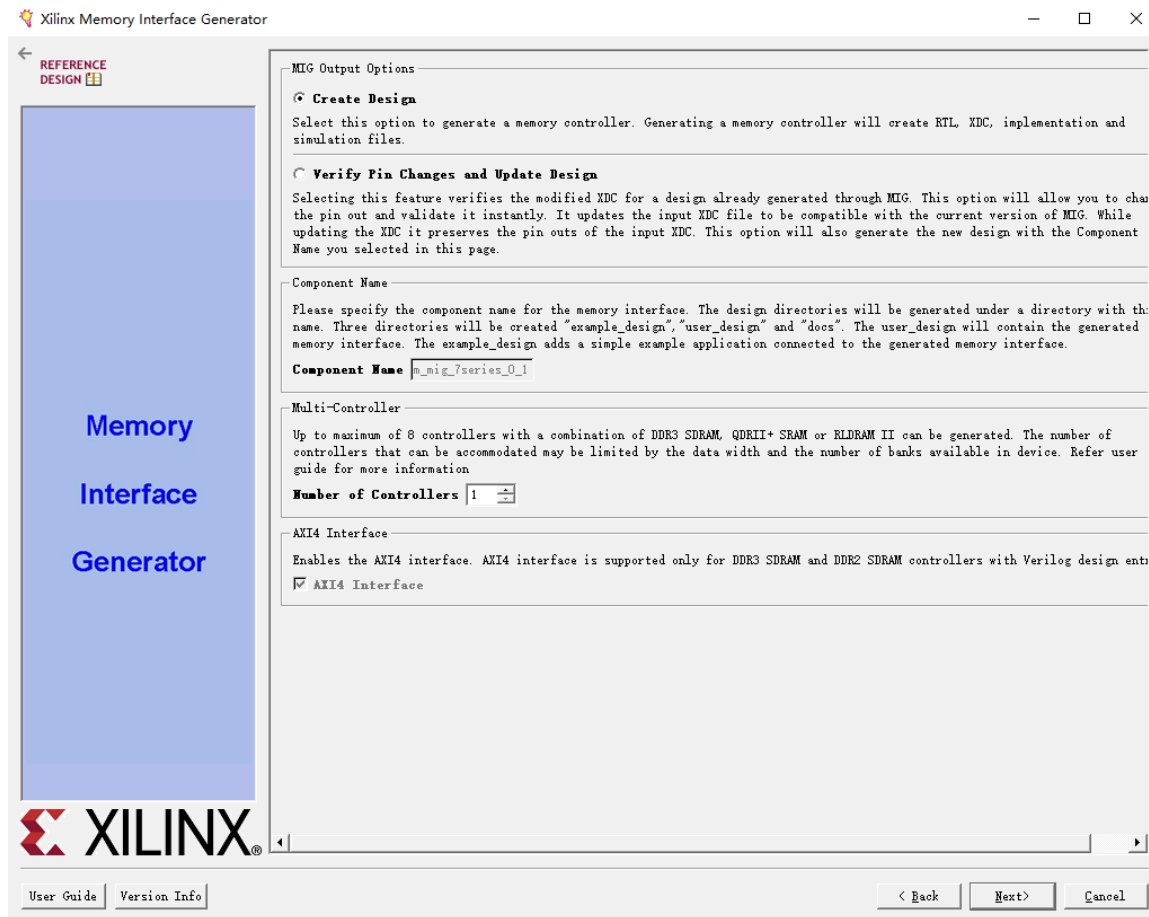 Xilinx Memory Interface Generator
REFERENCE
DESIGN
MIG Output Options
Create Design
Select this option to generate a memory controller. Generating a memory controller will create RTL, XDC, implementation and
simulation files.
Verify Pin Changes and Update Design
Selecting this feature verifies the modified XDC for a design already generated through MIG. This option will allow you to cha
the pin out and validate it instantly. It updates the input XDC file to be compatible with the current version of MIG. While
updating the XDC it preserves the pin outs of the input XDC. This option will also generate the new design with the Component
Name you selected in this page.
Component Name
Please specify the component name for the memory interface. The design directories will be generated under a directory with th
name. Three directories will be created "example_design","user_design" and "docs". The user_design will contain the generated
memory interface. The example_design adds a simple example application connected to the generated memory interface.
Component Name m_mig_7series_0_1
Multi-Controller
Up to maximum of 8 controllers with a combination of DDR3 SDRAM, QDRII+ SRAM or RLDRAM II can be generated. The number of
controllers that can be accommodated may be limited by the data width and the number of banks available in device. Refer user
guide for more information
Number of Controllers 1
AXI4 Interface
Enables the AXI4 interface. AXI4 interface is supported only for DDR3 SDRAM and DDR2 SDRAM controllers with Verilog design ent
AXI4 Interface
Memory
Interface
Generator
XILINX®
User Guide Version Info < Back Next> Cancel